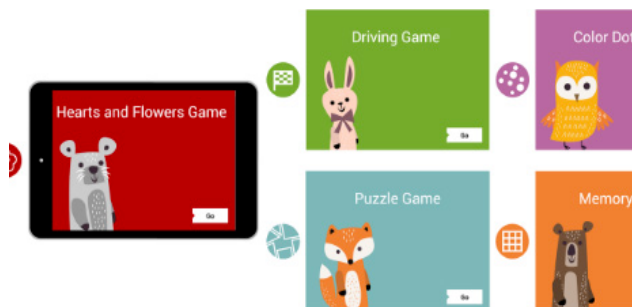 Hearts and Flowers Game
Go
Driving Game
Go
Color Dot
Puzzle Game
Go
Memory